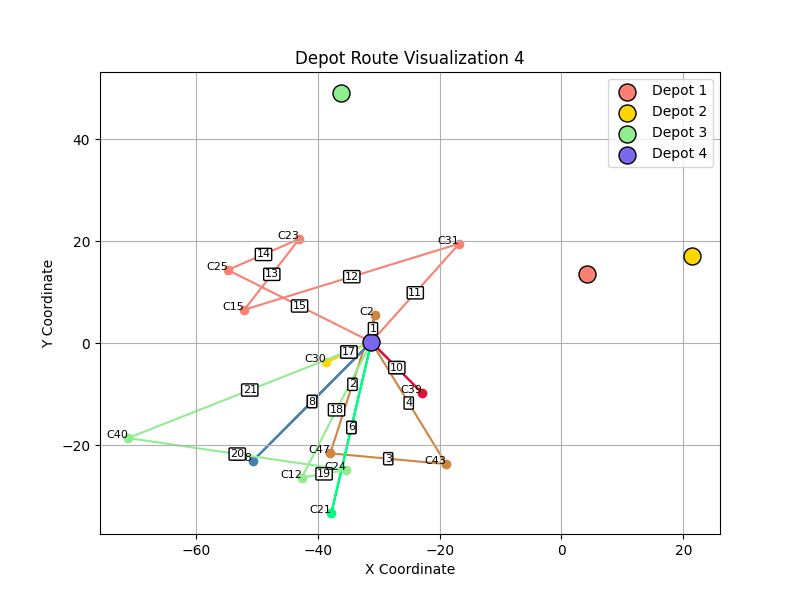 Depot Route Visualization 4
Depot 1
Depot 2
Depot 3
Depot 4
Y Coordinate
40
20
0
−20
−60
−40
−20
0
20
X Coordinate
C23
14
C25
13
C31
12
11
C15
15
C2
1
C30
17
10
C39
21
8
2
4
18
6
C40
20
8
C47
3
C43
C24
19
C12
C21